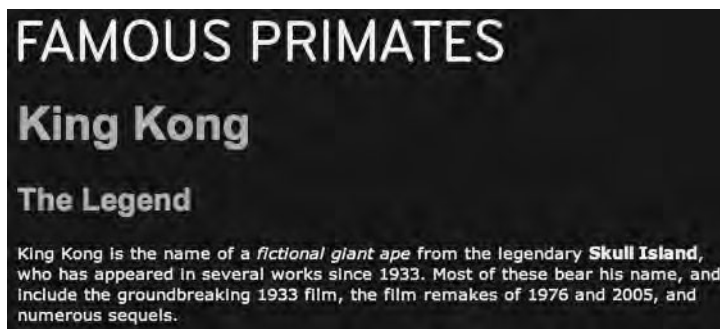 FAMOUS PRIMATES
King Kong
The Legend
King Kong is the name of a fictional giant ape from the legendary Skull Island,
who has appeared in several works since 1933. Most of these bear his name, and
include the groundbreaking 1933 film, the film remakes of 1976 and 2005, and
numerous sequels.